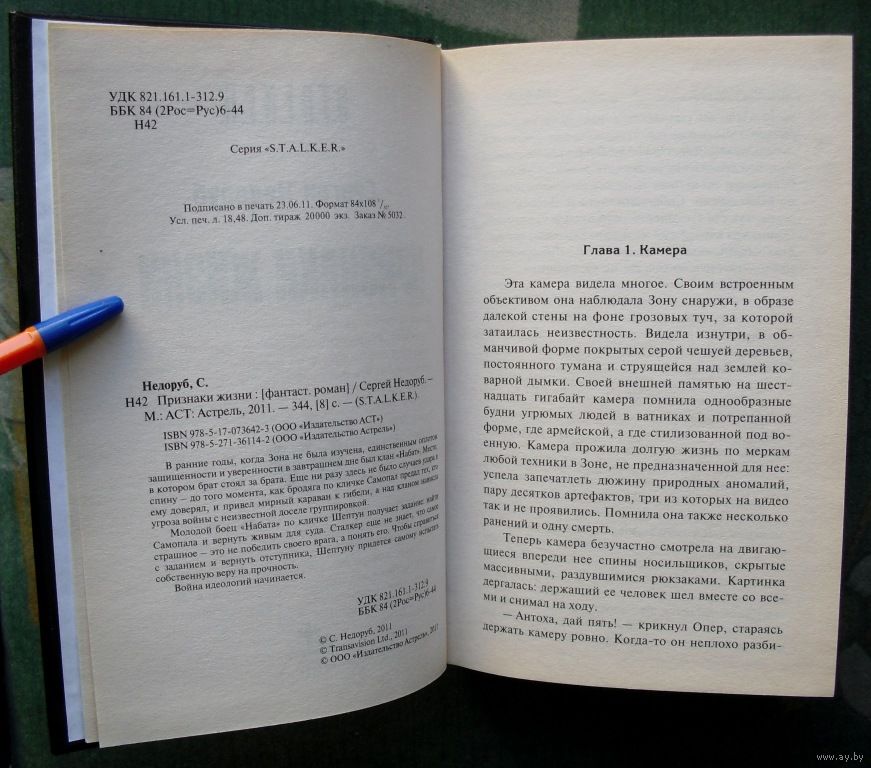 УДК 821.161.1-312.9
ББК 84 (2Рос=Рус)6-44
Н42
Серия «S.T.A.L.K.E.R.»
Подписано в печать 23.06.11. Формат 84x108 1/32.
Усл. печ. л. 18,48. Доп. тираж 20000 экз. Заказ № 5032.
Недоруб, С.
Н42 Признаки жизни : [фантаст. роман] / Сергей Недоруб. –
М.: АСТ: Астрель, 2011. — 344, [8] с. — (S.T.A.L.K.E.R.).
ISBN 978-5-17-073642-3 (ООО «Издательство АСТ»)
ISBN 978-5-271-36114-2 (ООО «Издательство Астрель»)
В ранние годы, когда Зона не была изучена, единственным оплотом
защищенности и уверенности в завтрашнем дне был клан «Набат». Место,
в котором брат стоял за брата. Еще ни разу здесь не было случаев удара в
спину – до того момента, как бродяга по кличке Самопал предал тех, кто
ему доверял, и привел мирный караван к гибели, а над кланом нависла
угроза войны с неизвестной доселе группировкой.
Молодой боец «Набата» по кличке Шептун получает задание найти
Самопала и вернуть живым для суда. Сталкер еще не знает, что самое
страшное – это не победить своего врага, а понять его. Чтобы справиться
с заданием и вернуть отступника, Шептуну придется самому испытать
собственную веру на прочность.
Война идеологий начинается.
УДК 821.161.1-312.9
ББК 84 (2Рос=Рус)6-44
© С. Недоруб, 2011
© Transavision Ltd., 2011
© ООО «Издательство Астрель», 2011
Глава 1. Камера
Эта камера видела многое. Своим встроенным
объективом она наблюдала Зону снаружи, в образе
далекой стены на фоне грозовых туч, за которой
затаилась неизвестность. Видела изнутри, в об-
манчивой форме покрытых серой чешуей деревьев,
постоянного тумана и струящейся над землей ко-
варной дымки. Своей внешней памятью на шест-
надцать гигабайт камера помнила однообразные
будни угрюмых людей в ватниках и потрепанной
форме, где армейской, а где стилизованной под во-
енную. Камера прожила долгую жизнь по меркам
любой техники в Зоне, не предназначенной для нее:
успела запечатлеть дюжину природных аномалий,
пару десятков артефактов, три из которых на видео
так и не проявились. Помнила она также несколько
ранений и одну смерть.
Теперь камера безучастно смотрела на двигаю-
щиеся впереди нее спины носильщиков, скрытые
массивными, раздувшимися рюкзаками. Картинка
дергалась: держащий ее человек шел вместе со все-
ми и снимал на ходу.
— Антоха, дай пять! — крикнул Опер, стараясь
держать камеру ровно. Когда-то он неплохо разби-
www.ay.by